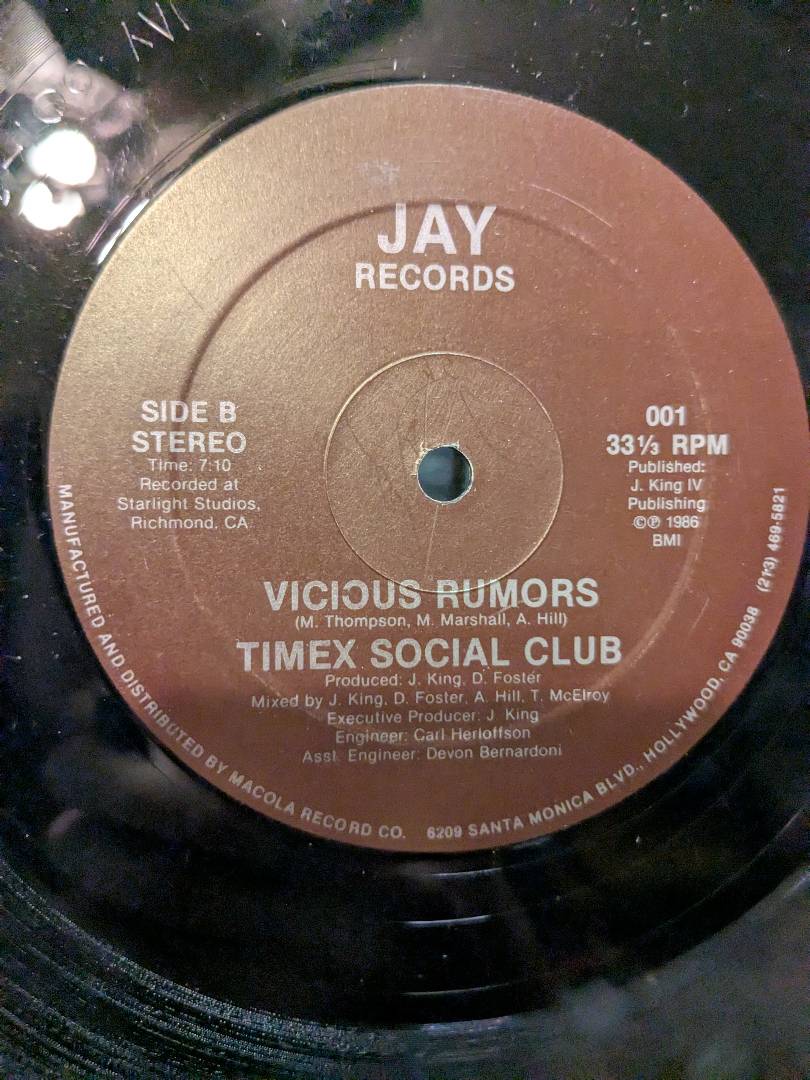 JAY
RECORDS
SIDE B
STEREO
Time: 7:10
Recorded at
Starlight Studios,
Richmond, CA
001
33⅓ RPM
Published:
J. King IV
Publishing
©℗ 1986
BMI
VICIOUS RUMORS
(M. Thompson, M. Marshall, A. Hill)
TIMEX SOCIAL CLUB
Produced: J. King, D. Foster
Mixed by J. King, D. Foster, A. Hill, T. McElroy
Executive Producer: J. King
Engineer: Carl Herloffson
Asst. Engineer: Devon Bernardoni
MANUFACTURED AND DISTRIBUTED BY MACOLA RECORD CO. 6209 SANTA MONICA BLVD., HOLLYWOOD, CA 90038 (213) 469-5821